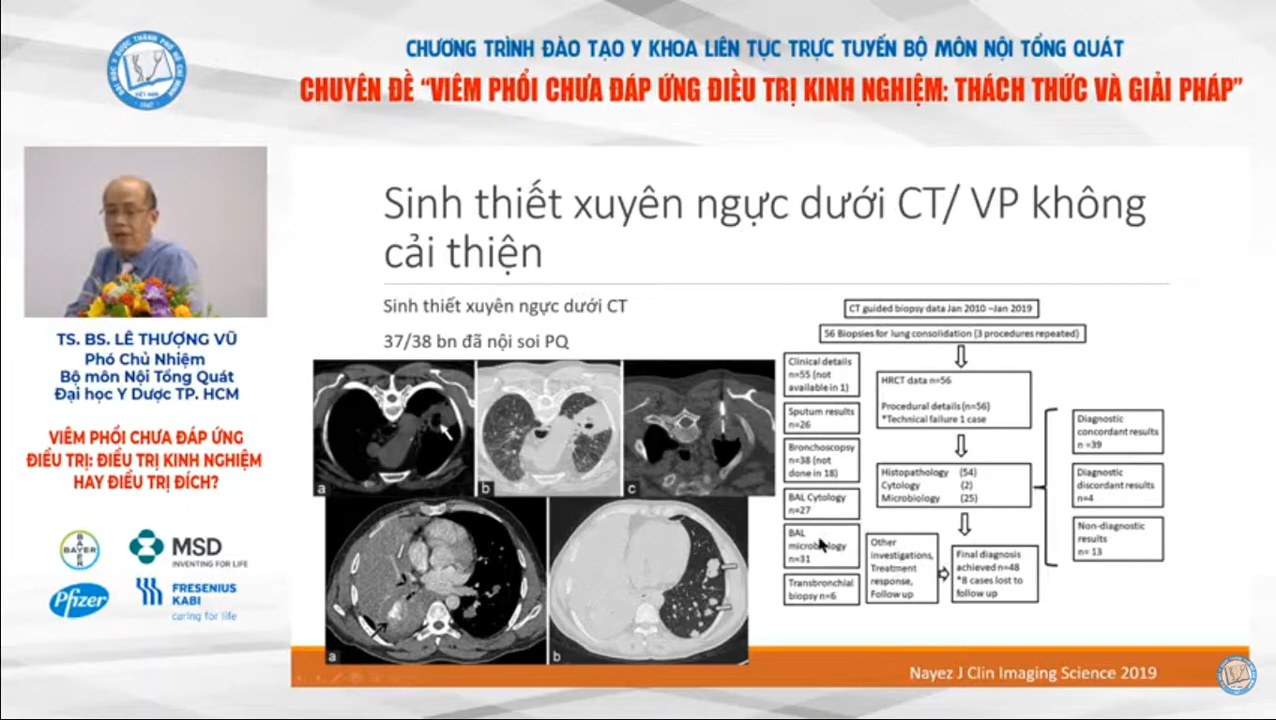 CHƯƠNG TRÌNH ĐÀO TẠO Y KHOA LIÊN TỤC TRỰC TUYẾN BỘ MÔN NỘI TỔNG QUÁT
CHUYÊN ĐỀ “VIÊM PHỔI CHƯA ĐÁP ỨNG ĐIỀU TRỊ KINH NGHIỆM: THÁCH THỨC VÀ GIẢI PHÁP”
TS. BS. LÊ THƯỢNG VŨ
Phó Chủ Nhiệm
Bộ môn Nội Tổng Quát
Đại học Y Dược TP. HCM
VIÊM PHỔI CHƯA ĐÁP ỨNG
ĐIỀU TRỊ: ĐIỀU TRỊ KINH NGHIỆM
HAY ĐIỀU TRỊ ĐÍCH?
BAYER
MSD
INVENTING FOR LIFE
Pfizer
FRESENIUS
KABI
caring for life
Sinh thiết xuyên ngực dưới CT/ VP không
cải thiện
Sinh thiết xuyên ngực dưới CT
37/38 bn đã nội soi PQ
a
b
c
a
b
CT guided biopsy data Jan 2010 –Jan 2019
56 Biopsies for lung consolidation (3 procedures repeated)
Clinical details
n=55 (not
available in 1)
Sputum results
n=26
Bronchoscopy
n=38 (not
done in 18)
BAL Cytology
n=27
BAL
microbiology
n=31
Transbronchial
biopsy n=6
HRCT data n=56
Procedural details (n=56)
*Technical failure 1 case
Histopathology (54)
Cytology (2)
Microbiology (25)
Other
investigations,
Treatment
response,
Follow up
Final diagnosis
achieved n=48
*8 cases lost to
follow up
Diagnostic
concordant results
n =39
Diagnostic
discordant results
n=4
Non-diagnostic
results
n= 13
Nayez J Clin Imaging Science 2019